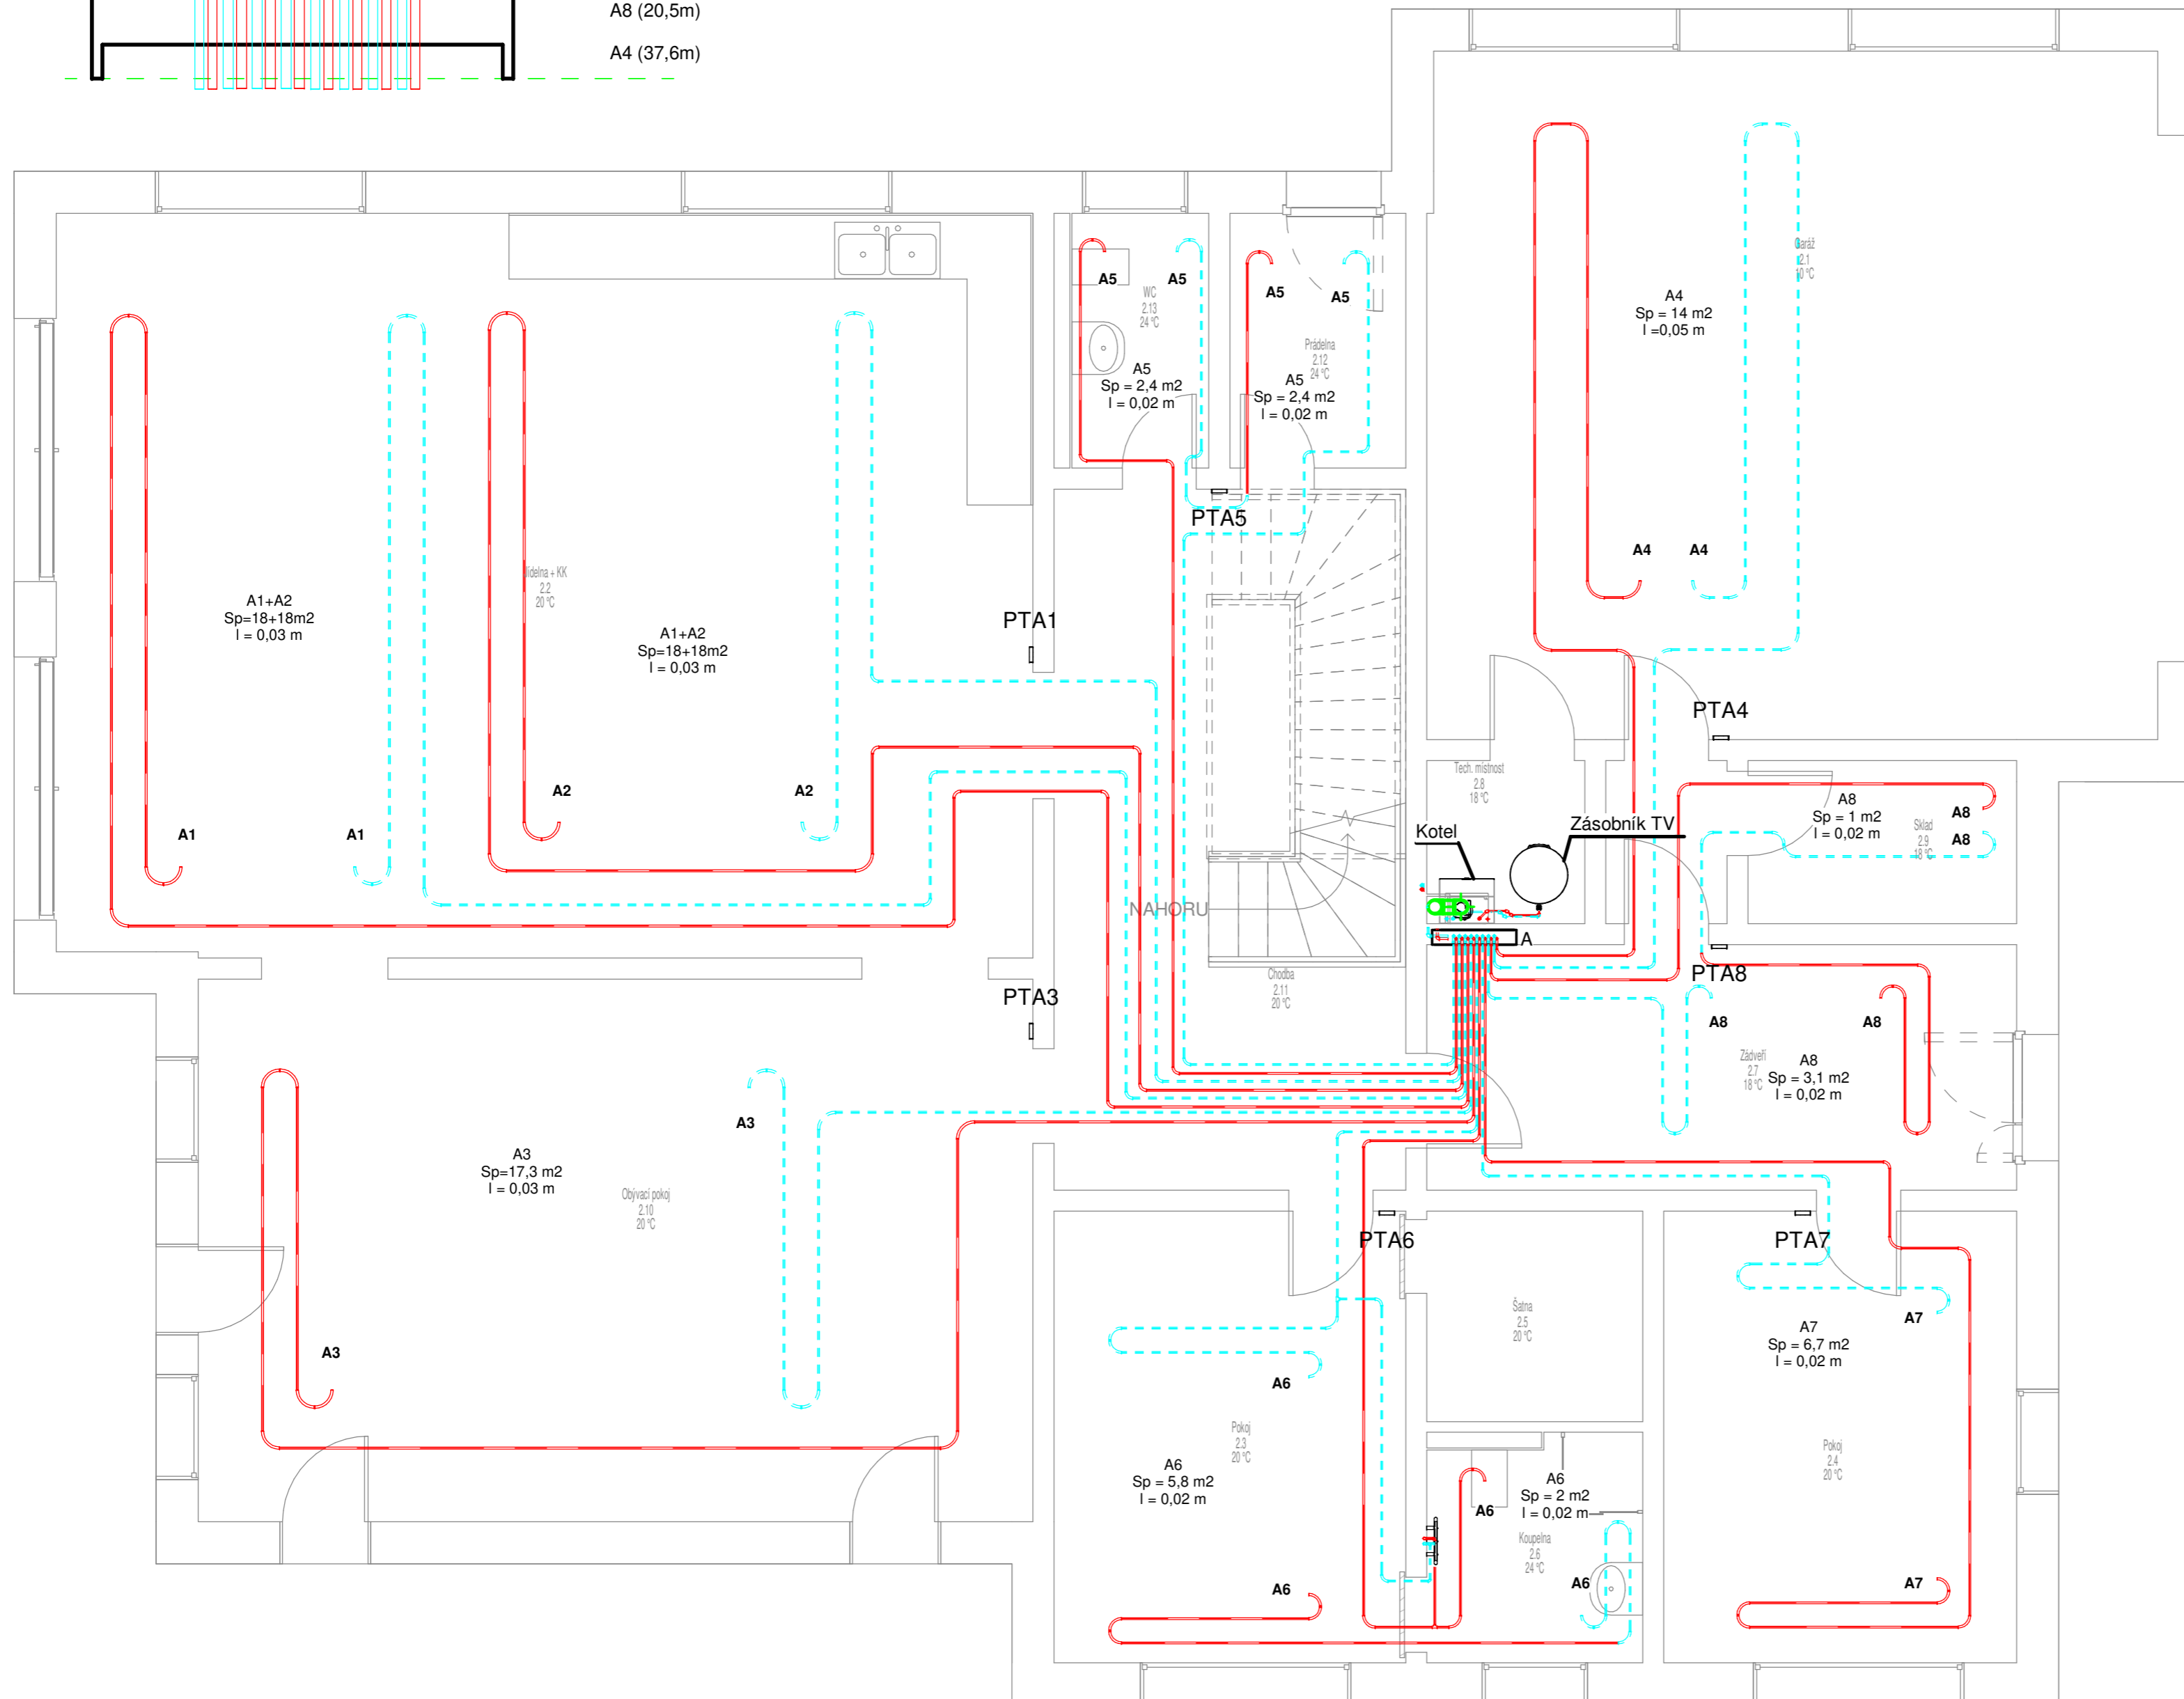 A8 (20,5m)
A4 (37,6m)
Garáž
2.1
10 °C
A4
Sp = 14 m2
l =0,05 m
A4
A4
PTA4
A5
A5
WC
2.13
24 °C
A5
Sp = 2,4 m2
l = 0,02 m
A5
A5
Prádelna
2.12
24 °C
A5
Sp = 2,4 m2
l = 0,02 m
PTA5
A1+A2
Sp=18+18m2
l = 0,03 m
Jídelna + KK
2.2
20 °C
A1+A2
Sp=18+18m2
l = 0,03 m
PTA1
A1
A1
A2
A2
Tech. místnost
2.8
18 °C
Kotel
Zásobník TV
A
A8
Sp = 1 m2
l = 0,02 m
Sklad
2.9
18 °C
A8
A8
NAHORU
Chodba
2.11
20 °C
PTA8
PTA3
A8
A8
Zádveří
2.7
18 °C
A8
Sp = 3,1 m2
l = 0,02 m
A3
A3
Sp=17,3 m2
l = 0,03 m
Obývací pokoj
2.10
20 °C
A3
PTA6
PTA7
Šatna
2.5
20 °C
A6
A7
A7
Sp = 6,7 m2
l = 0,02 m
Pokoj
2.3
20 °C
Pokoj
2.4
20 °C
A6
Sp = 5,8 m2
l = 0,02 m
A6
Sp = 2 m2
l = 0,02 m
A6
Koupelna
2.6
24 °C
A6
A6
A7